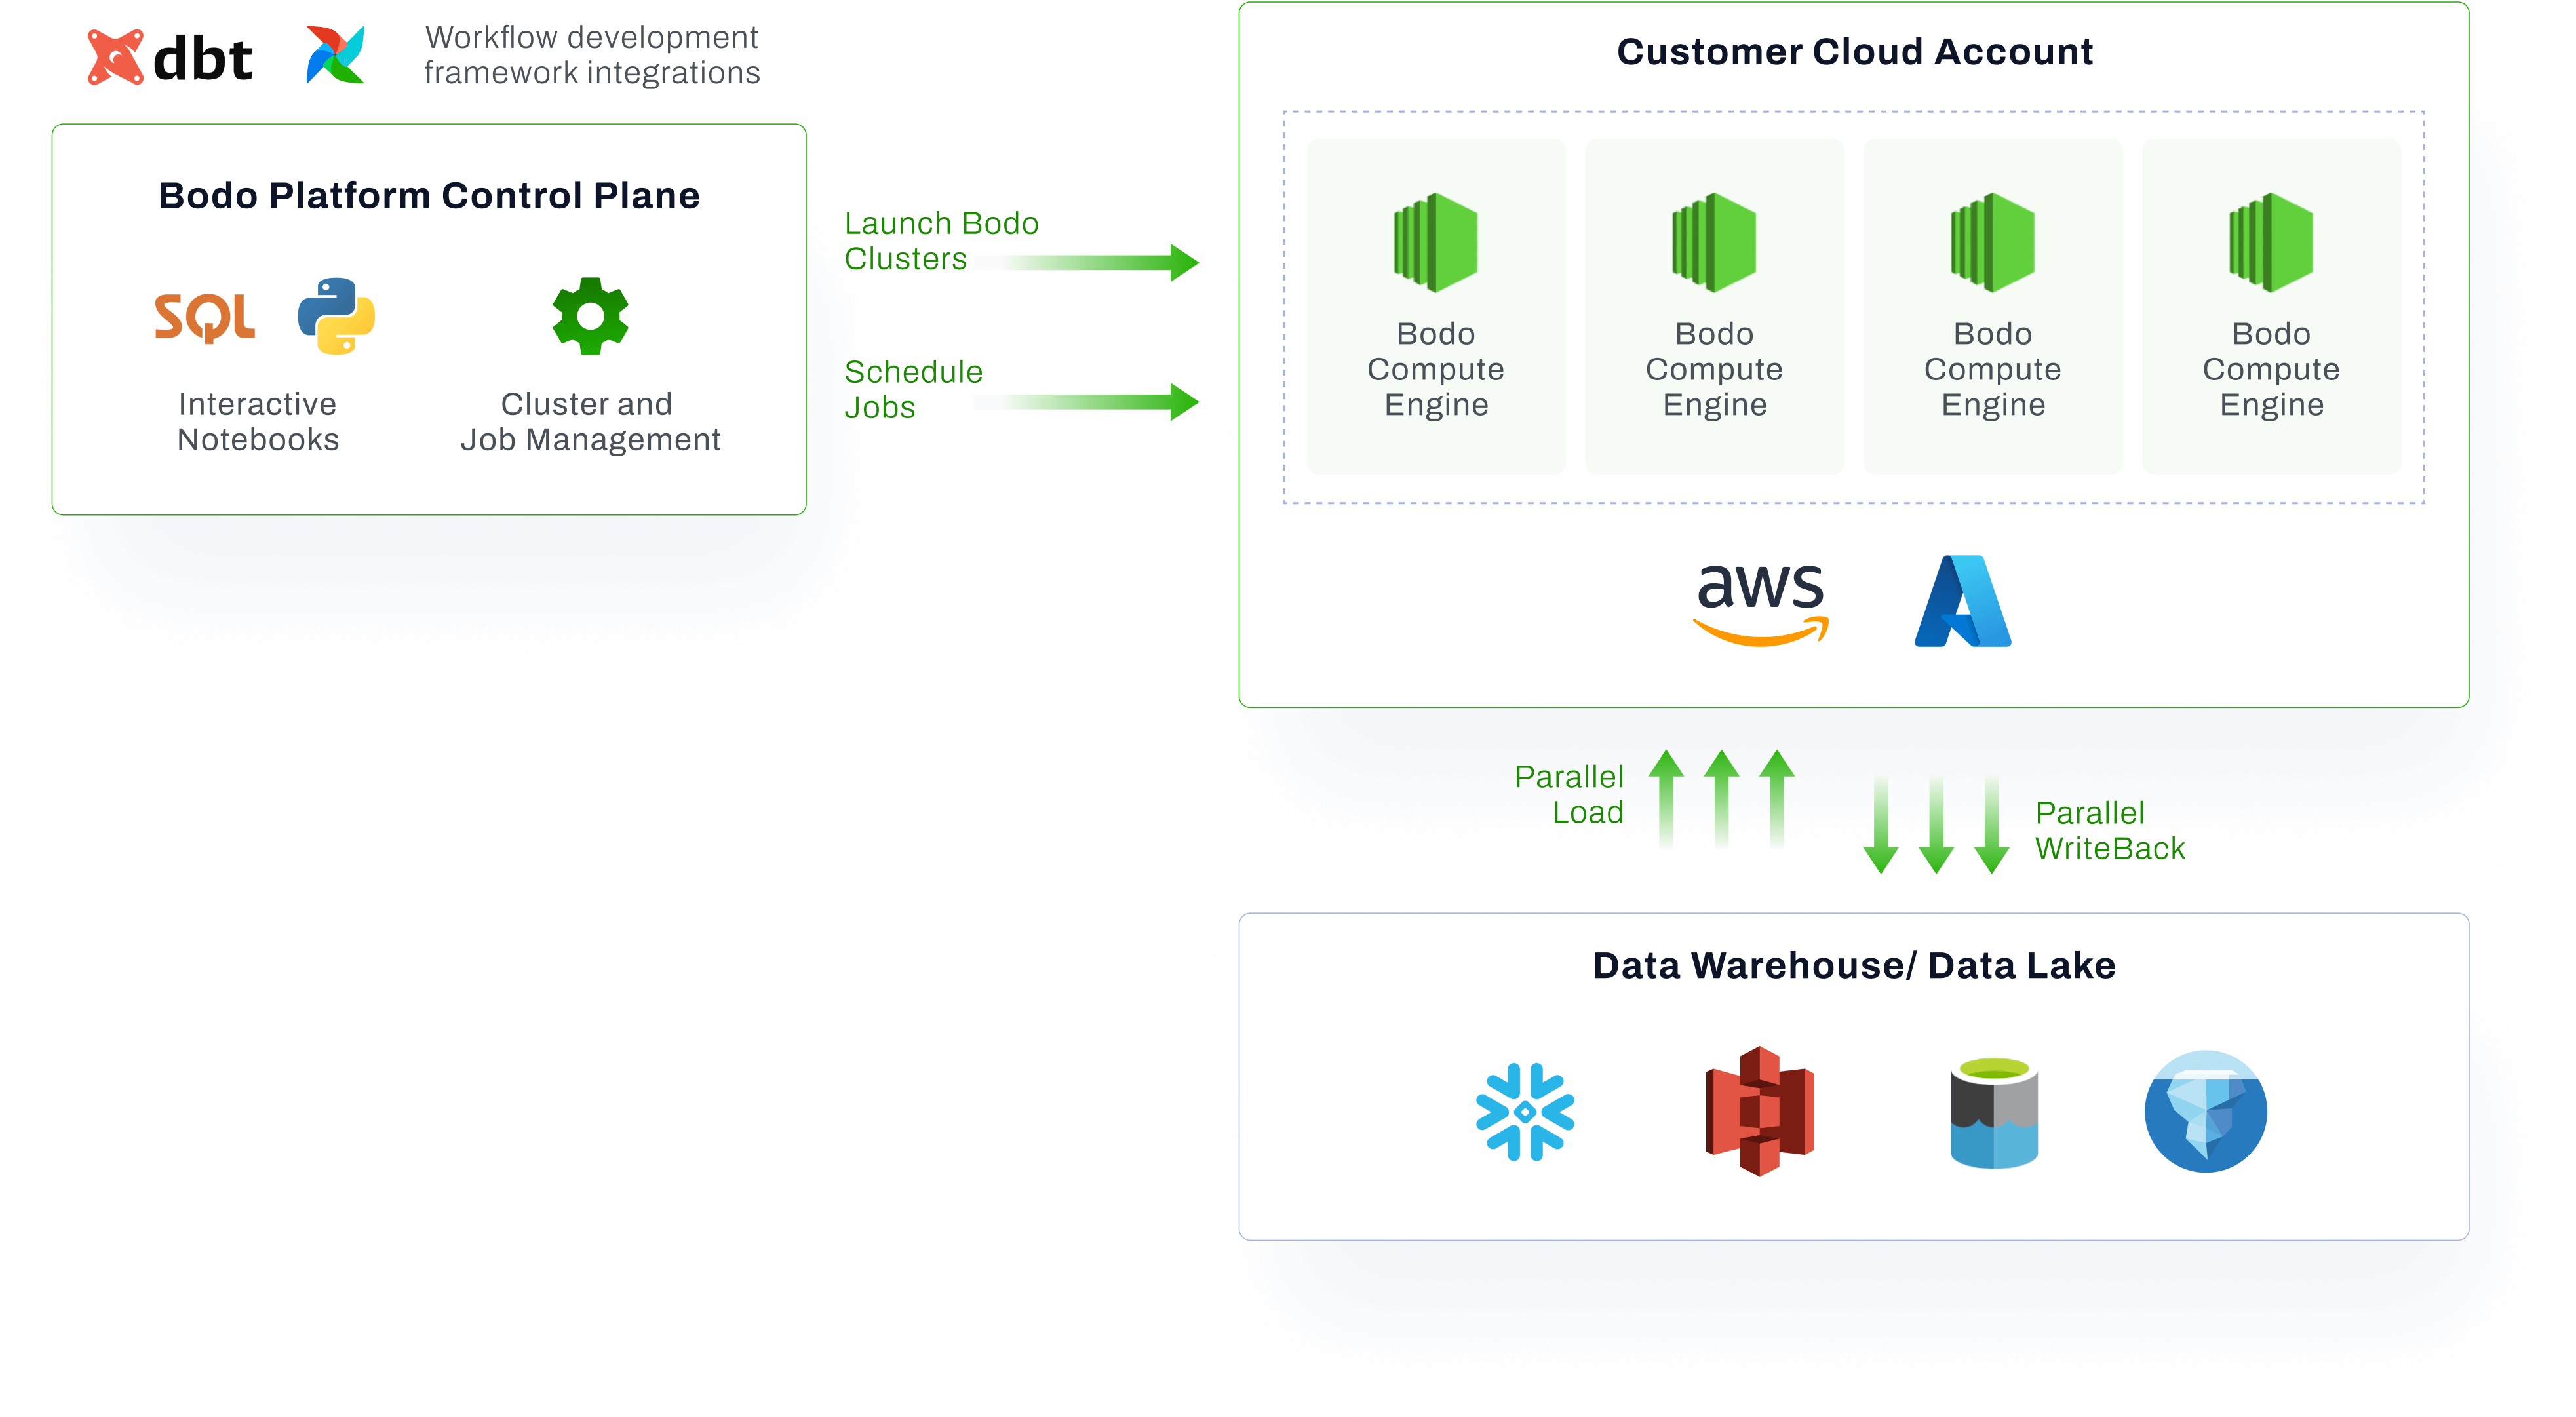 dbt
Workflow development
framework integrations
Bodo Platform Control Plane
SQL
Interactive
Notebooks
Cluster and
Job Management
Launch Bodo
Clusters
Schedule
Jobs
Customer Cloud Account
Bodo
Compute
Engine
Bodo
Compute
Engine
Bodo
Compute
Engine
Bodo
Compute
Engine
aws
Parallel
Load
Parallel
WriteBack
Data Warehouse/ Data Lake